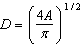 D = (4A/π)^{1/2}